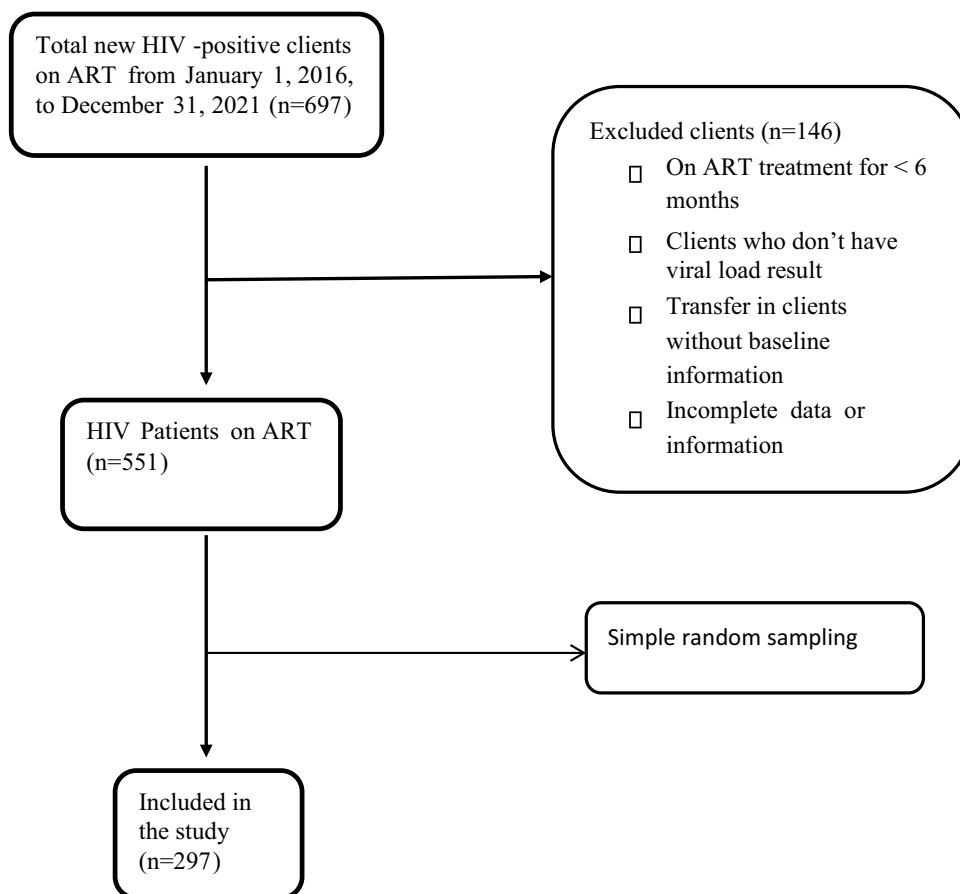 Total new HIV -positive clients
on ART from January 1, 2016,
to December 31, 2021 (n=697)
Excluded clients (n=146)
On ART treatment for < 6
months
Clients who don’t have
viral load result
Transfer in clients
without baseline
information
Incomplete data or
information
HIV Patients on ART
(n=551)
Simple random sampling
Included in
the study
(n=297)